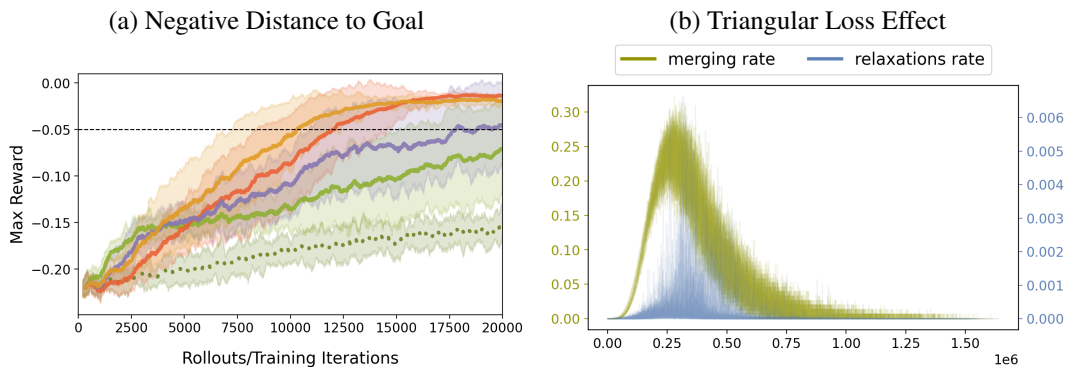 (a) Negative Distance to Goal
0.00
−0.05
−0.10
−0.15
−0.20
Max Reward
0 2500 5000 7500 10000 12500 15000 17500 20000
Rollouts/Training Iterations
(b) Triangular Loss Effect
merging rate relaxations rate
0.30
0.25
0.20
0.15
0.10
0.05
0.00
0.006
0.005
0.004
0.003
0.002
0.001
0.000
0.00 0.25 0.50 0.75 1.00 1.25 1.50
1e6